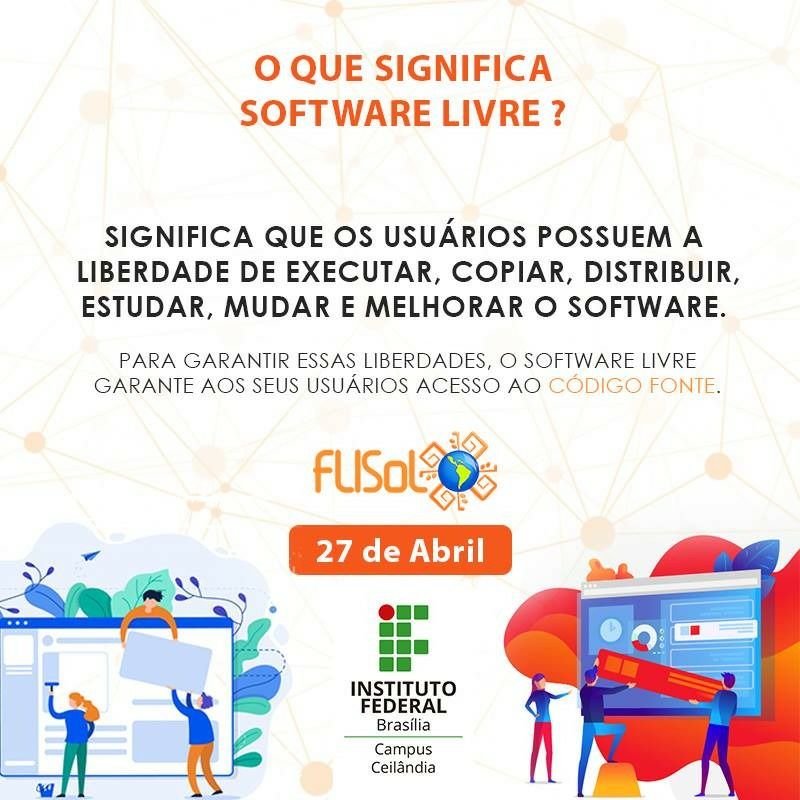 O QUE SIGNIFICA
SOFTWARE LIVRE ?
SIGNIFICA QUE OS USUÁRIOS POSSUEM A
LIBERDADE DE EXECUTAR, COPIAR, DISTRIBUIR,
ESTUDAR, MUDAR E MELHORAR O SOFTWARE.
PARA GARANTIR ESSAS LIBERDADES, O SOFTWARE LIVRE
GARANTE AOS SEUS USUÁRIOS ACESSO AO CÓDIGO FONTE.
FLISoL
27 de Abril
INSTITUTO
FEDERAL
Brasília
Campus
Ceilândia